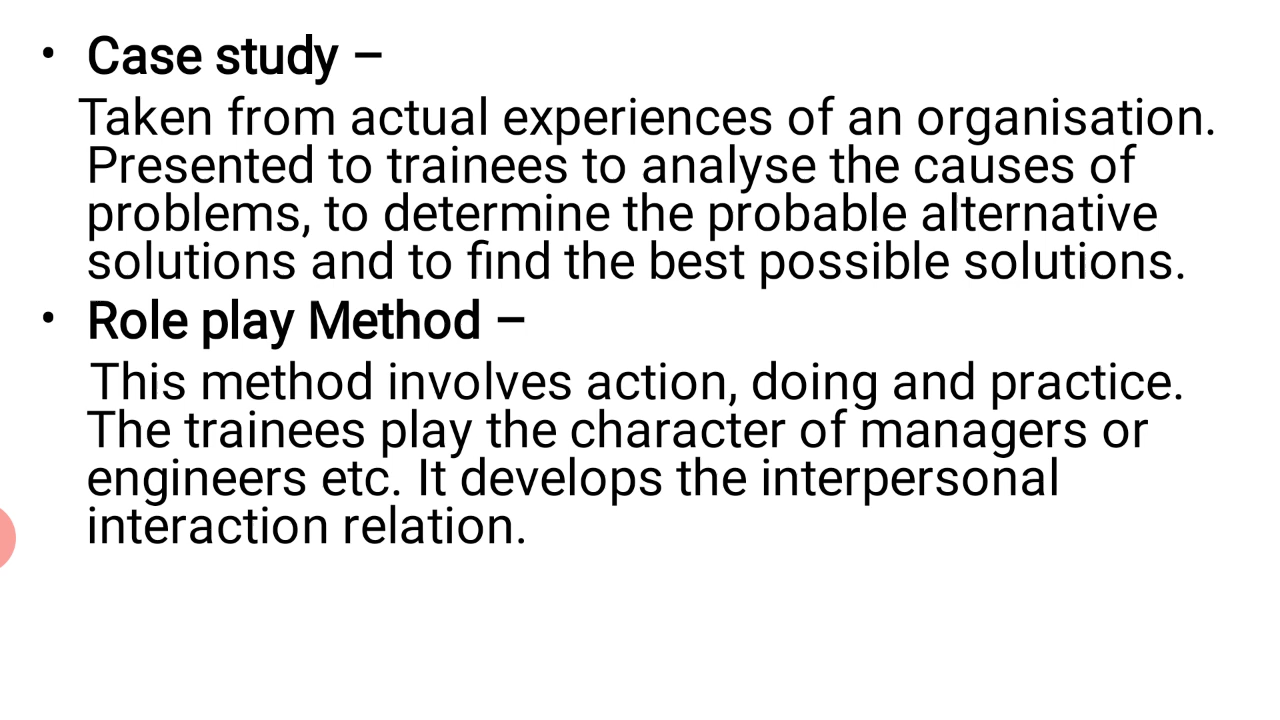 • Case study –
Taken from actual experiences of an organisation.
Presented to trainees to analyse the causes of
problems, to determine the probable alternative
solutions and to find the best possible solutions.
• Role play Method –
This method involves action, doing and practice.
The trainees play the character of managers or
engineers etc. It develops the interpersonal
interaction relation.